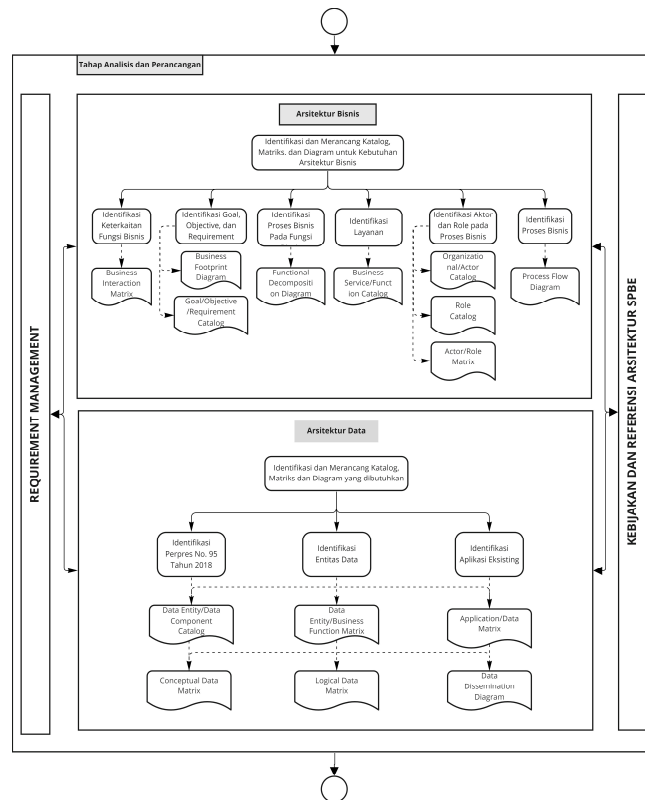 Tahap Analisis dan Perancangan
REQUIREMENT MANAGEMENT
KEBIJAKAN DAN REFERENSI ARSITEKTUR SPBE
Arsitektur Bisnis
Identifikasi dan Merancang Katalog,
Matriks. dan Diagram untuk Kebutuhan
Arsitektur Bisnis
Identifikasi
Keterkaitan
Fungsi Bisnis
Identifikasi Goal,
Objective, dan
Requirement
Identifikasi
Proses Bisnis
Pada Fungsi
Identifikasi
Layanan
Identifikasi Aktor
dan Role pada
Proses Bisnis
Identifikasi
Proses Bisnis
Business
Interaction
Matrix
Business
Footprint
Diagram
Goal/Objective
/Requirement
Catalog
Functional
Decompositi
on Diagram
Business
Service/Funct
ion Catalog
Organizatio
nal/Actor
Catalog
Role
Catalog
Actor/Role
Matrix
Process Flow
Diagram
Arsitektur Data
Identifikasi dan Merancang Katalog,
Matriks dan Diagram yang dibutuhkan
Identifikasi
Perpres No. 95
Tahun 2018
Identifikasi
Entitas Data
Identifikasi
Aplikasi Eksisting
Data Entity/Data
Component
Catalog
Data
Entity/Business
Function Matrix
Application/Data
Matrix
Conceptual Data
Matrix
Logical Data
Matrix
Data
Dissemination
Diagram